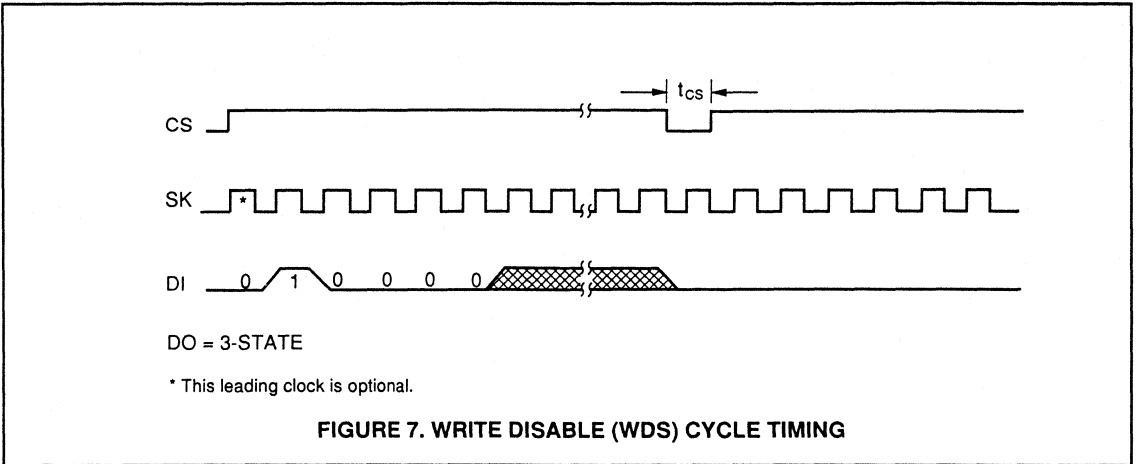 t_CS
CS
SK *
DI 0 1 0 0 0 0
DO = 3-STATE
* This leading clock is optional.
FIGURE 7. WRITE DISABLE (WDS) CYCLE TIMING